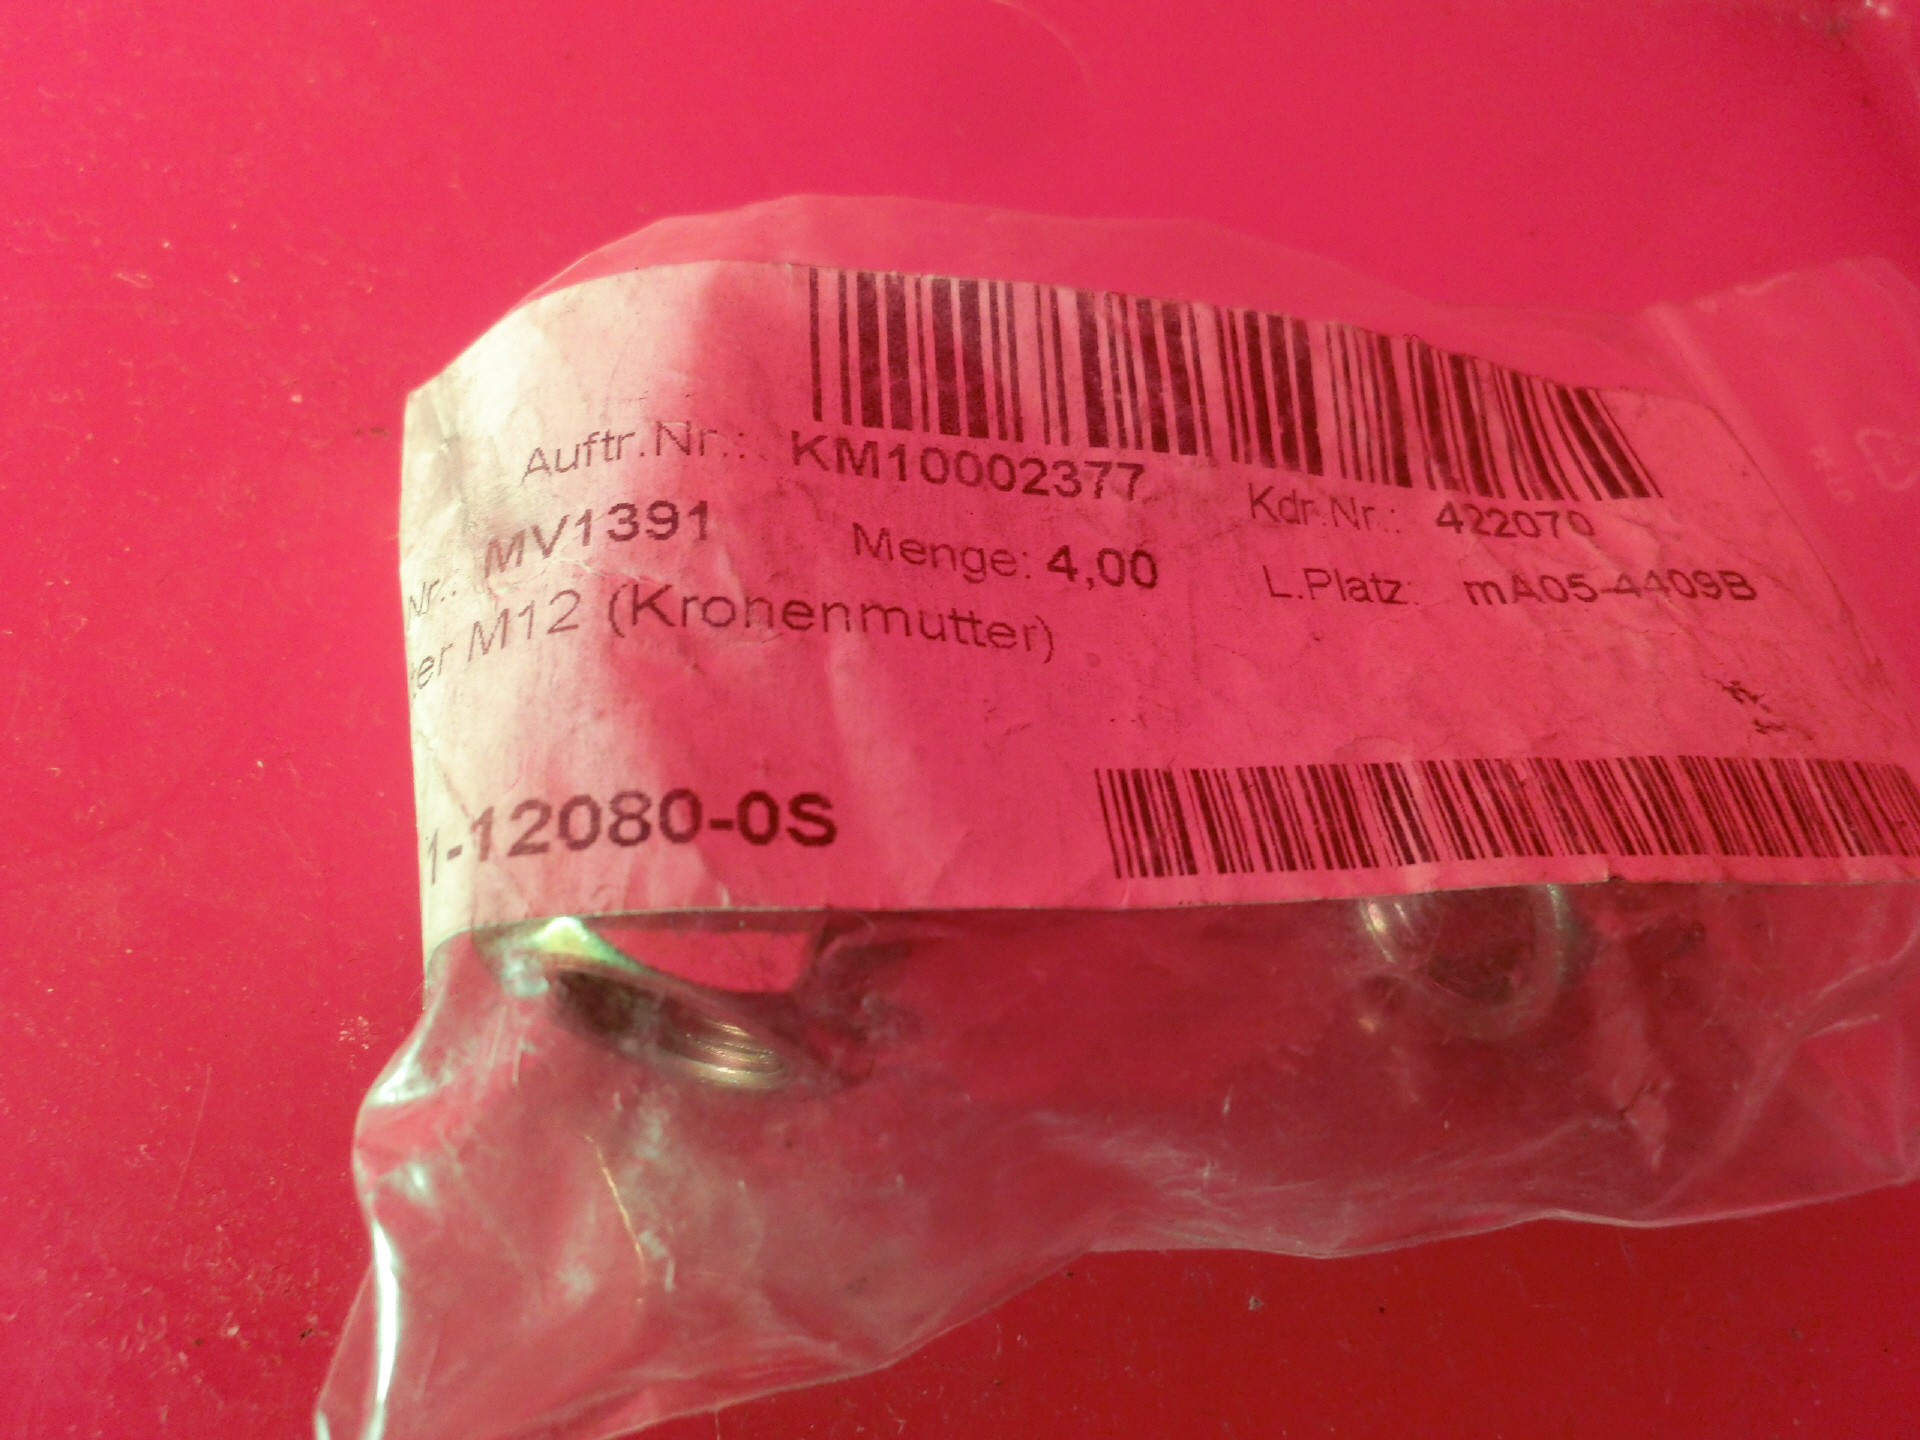 Auftr.Nr.: KM10002377 Kdr.Nr.: 422070
Nr.: MV1391 Menge: 4,00 L.Platz: mA05-4409B
ter M12 (Kronenmutter)
1-12080-0S